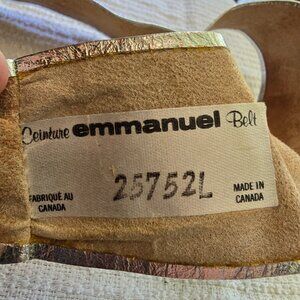 Ceinture emmanuel Belt
25752L
FABRIQUÉ AU CANADA
MADE IN CANADA